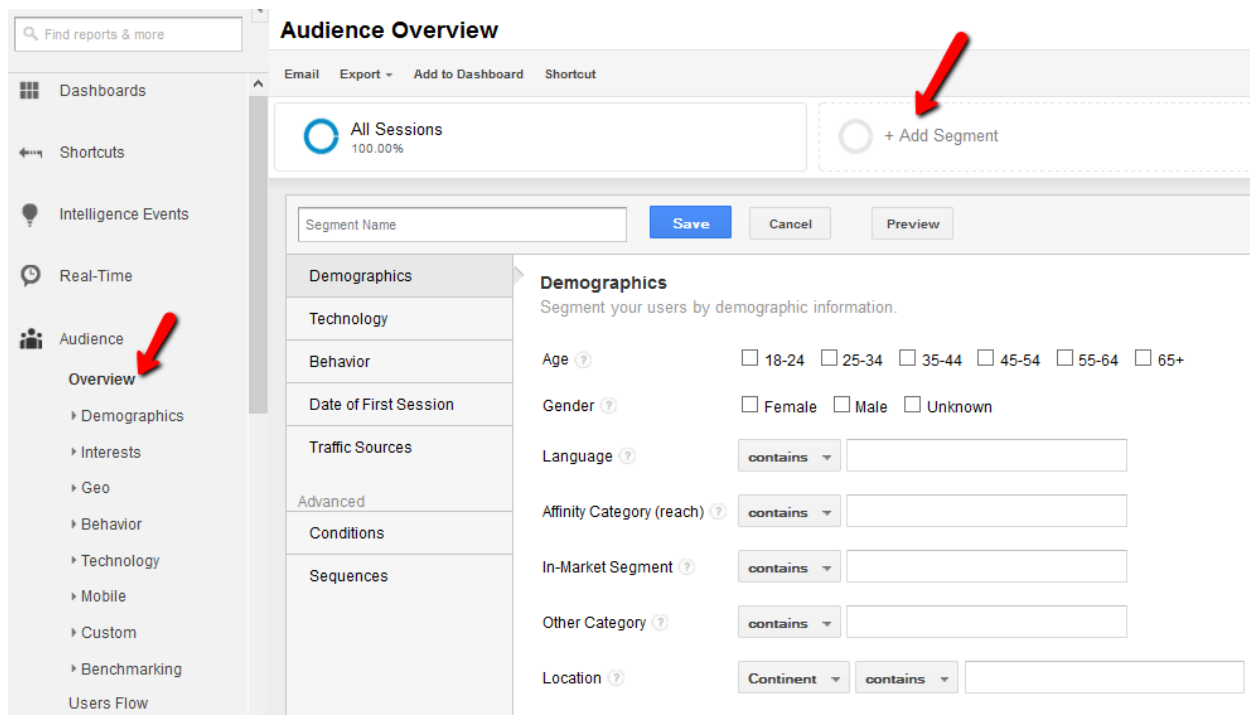 Find reports & more
Dashboards
Shortcuts
Intelligence Events
Real-Time
Audience
Overview
Demographics
Interests
Geo
Behavior
Technology
Mobile
Custom
Benchmarking
Users Flow
Audience Overview
Email Export Add to Dashboard Shortcut
All Sessions
100.00%
+ Add Segment
Segment Name Save Cancel Preview
Demographics
Technology
Behavior
Date of First Session
Traffic Sources
Advanced
Conditions
Sequences
Demographics
Segment your users by demographic information.
Age ? 18-24 25-34 35-44 45-54 55-64 65+
Gender ? Female Male Unknown
Language ? contains
Affinity Category (reach) ? contains
In-Market Segment ? contains
Other Category ? contains
Location ? Continent contains